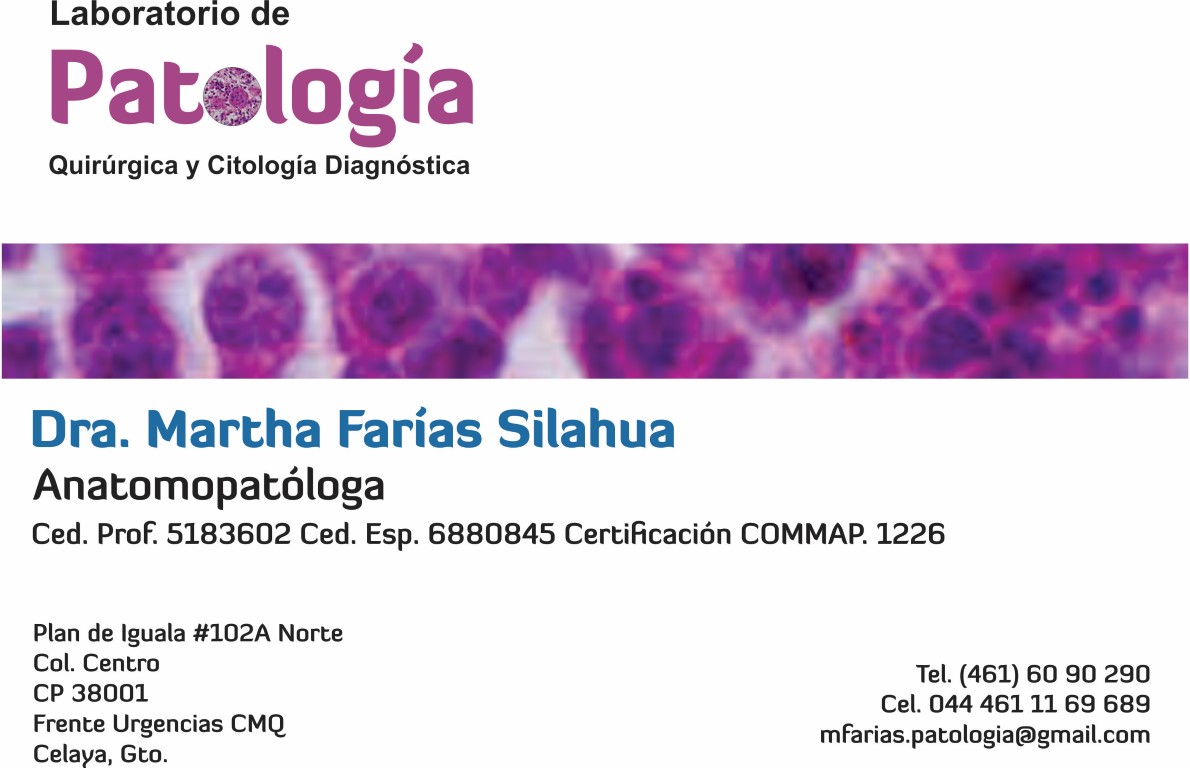 Laboratorio de
Patología
Quirúrgica y Citología Diagnóstica
Dra. Martha Farías Silahua
Anatomopatóloga
Ced. Prof. 5183602 Ced. Esp. 6880845 Certificación COMMAP. 1226
Plan de Iguala #102A Norte
Col. Centro
CP 38001
Frente Urgencias CMQ
Celaya, Gto.
Tel. (461) 60 90 290
Cel. 044 461 11 69 689
mfarias.patologia@gmail.com